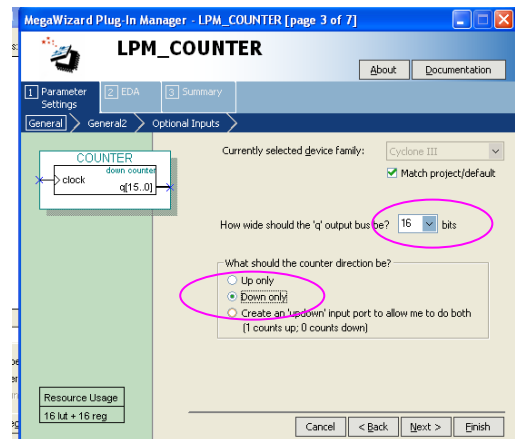 MegaWizard Plug-In Manager - LPM_COUNTER [page 3 of 7]
LPM_COUNTER
About
Documentation
1 Parameter Settings
2 EDA
3 Summary
General
General2
Optional Inputs
COUNTER
down counter
clock
q[15..0]
Currently selected device family:
Cyclone III
Match project/default
How wide should the 'q' output bus be? 16 bits
What should the counter direction be?
Up only
Down only
Create an 'updown' input port to allow me to do both
(1 counts up; 0 counts down)
Resource Usage
16 lut + 16 reg
Cancel
< Back
Next >
Finish